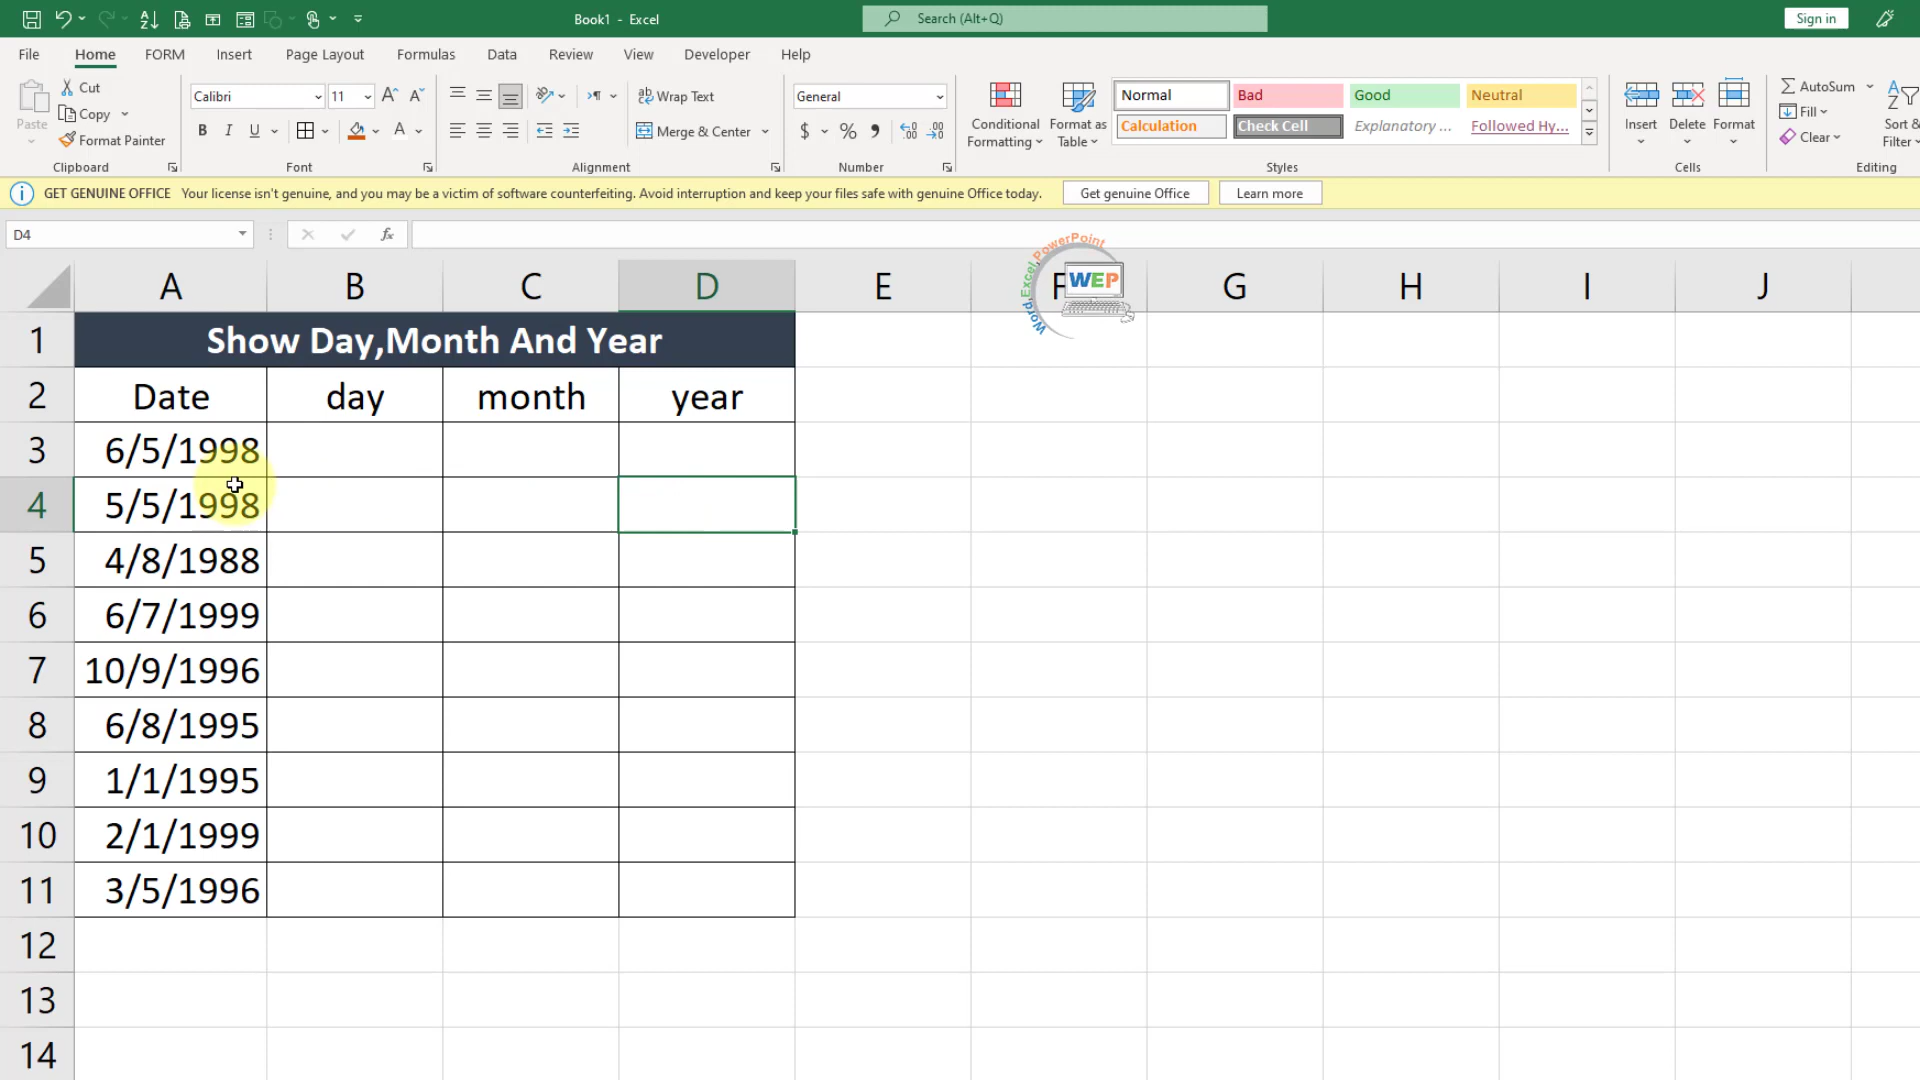 Book1 - Excel
Search (Alt+Q)
Sign in
File Home FORM Insert Page Layout Formulas Data Review View Developer Help
Paste
Cut
Copy
Format Painter
Clipboard
Calibri 11
B I U
Font
Wrap Text
Merge & Center
Alignment
General
$ % ,
Number
Conditional Formatting
Format as Table
Normal Bad Good Neutral
Calculation Check Cell Explanatory ... Followed Hy...
Styles
Insert Delete Format
Cells
AutoSum
Fill
Clear
Sort &
Filter
Editing
GET GENUINE OFFICE Your license isn't genuine, and you may be a victim of software counterfeiting. Avoid interruption and keep your files safe with genuine Office today. Get genuine Office Learn more
D4
fx
Word,Excel,PowerPoint
WEP
A B C D E F G H I J
1 Show Day,Month And Year
2 Date day month year
3 6/5/1998
4 5/5/1998
5 4/8/1988
6 6/7/1999
7 10/9/1996
8 6/8/1995
9 1/1/1995
10 2/1/1999
11 3/5/1996
12
13
14